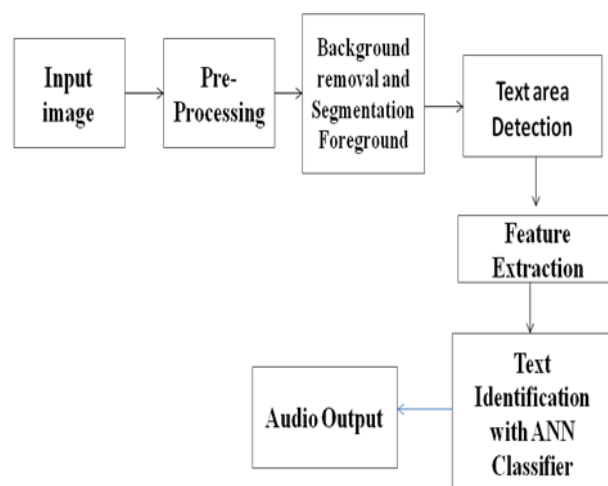 Input
image
Pre-
Processing
Background
removal and
Segmentation
Foreground
Text area
Detection
Feature
Extraction
Text
Identification
with ANN
Classifier
Audio Output